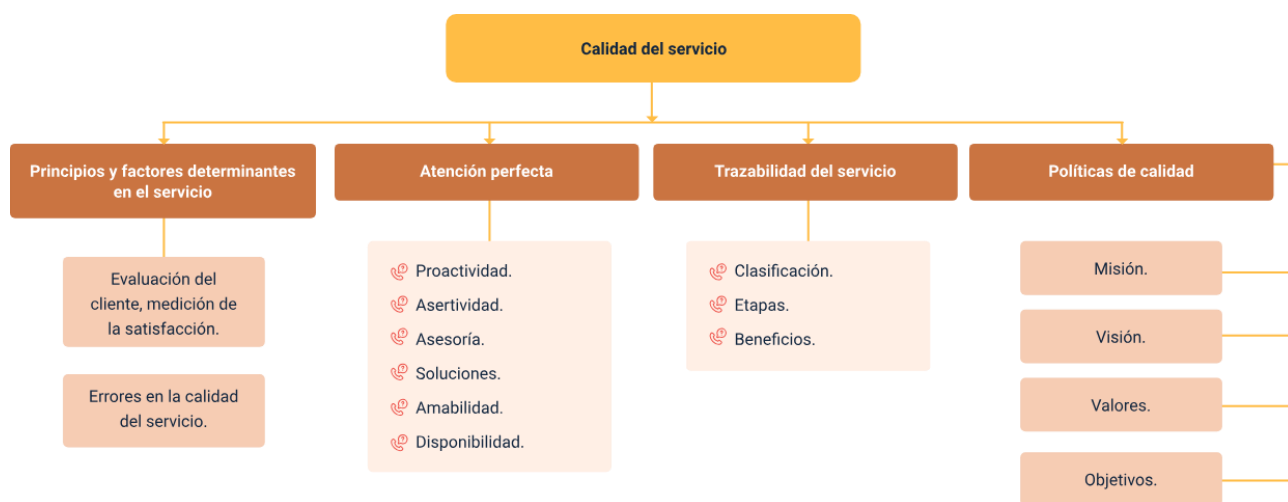 Calidad del servicio
Principios y factores determinantes
en el servicio
Atención perfecta
Trazabilidad del servicio
Políticas de calidad
Evaluación del
cliente, medición de
la satisfacción.
Errores en la calidad
del servicio.
Proactividad.
Asertividad.
Asesoría.
Soluciones.
Amabilidad.
Disponibilidad.
Clasificación.
Etapas.
Beneficios.
Misión.
Visión.
Valores.
Objetivos.